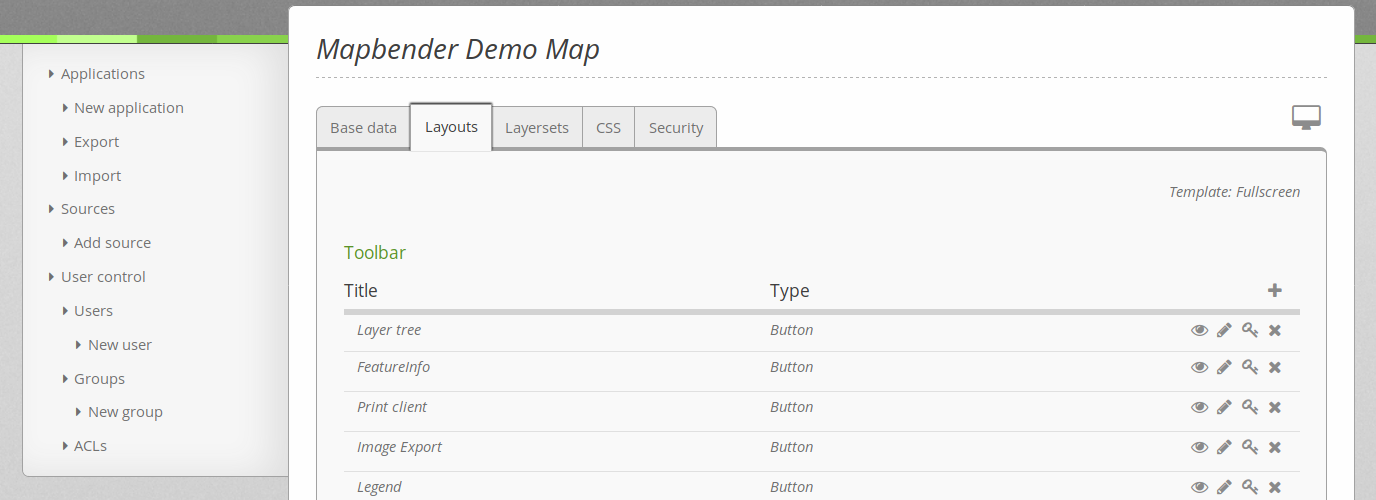 Applications
New application
Export
Import
Sources
Add source
User control
Users
New user
Groups
New group
ACLs
Mapbender Demo Map
Base data Layouts Layersets CSS Security
Template: Fullscreen
Toolbar
Title Type
Layer tree Button
FeatureInfo Button
Print client Button
Image Export Button
Legend Button